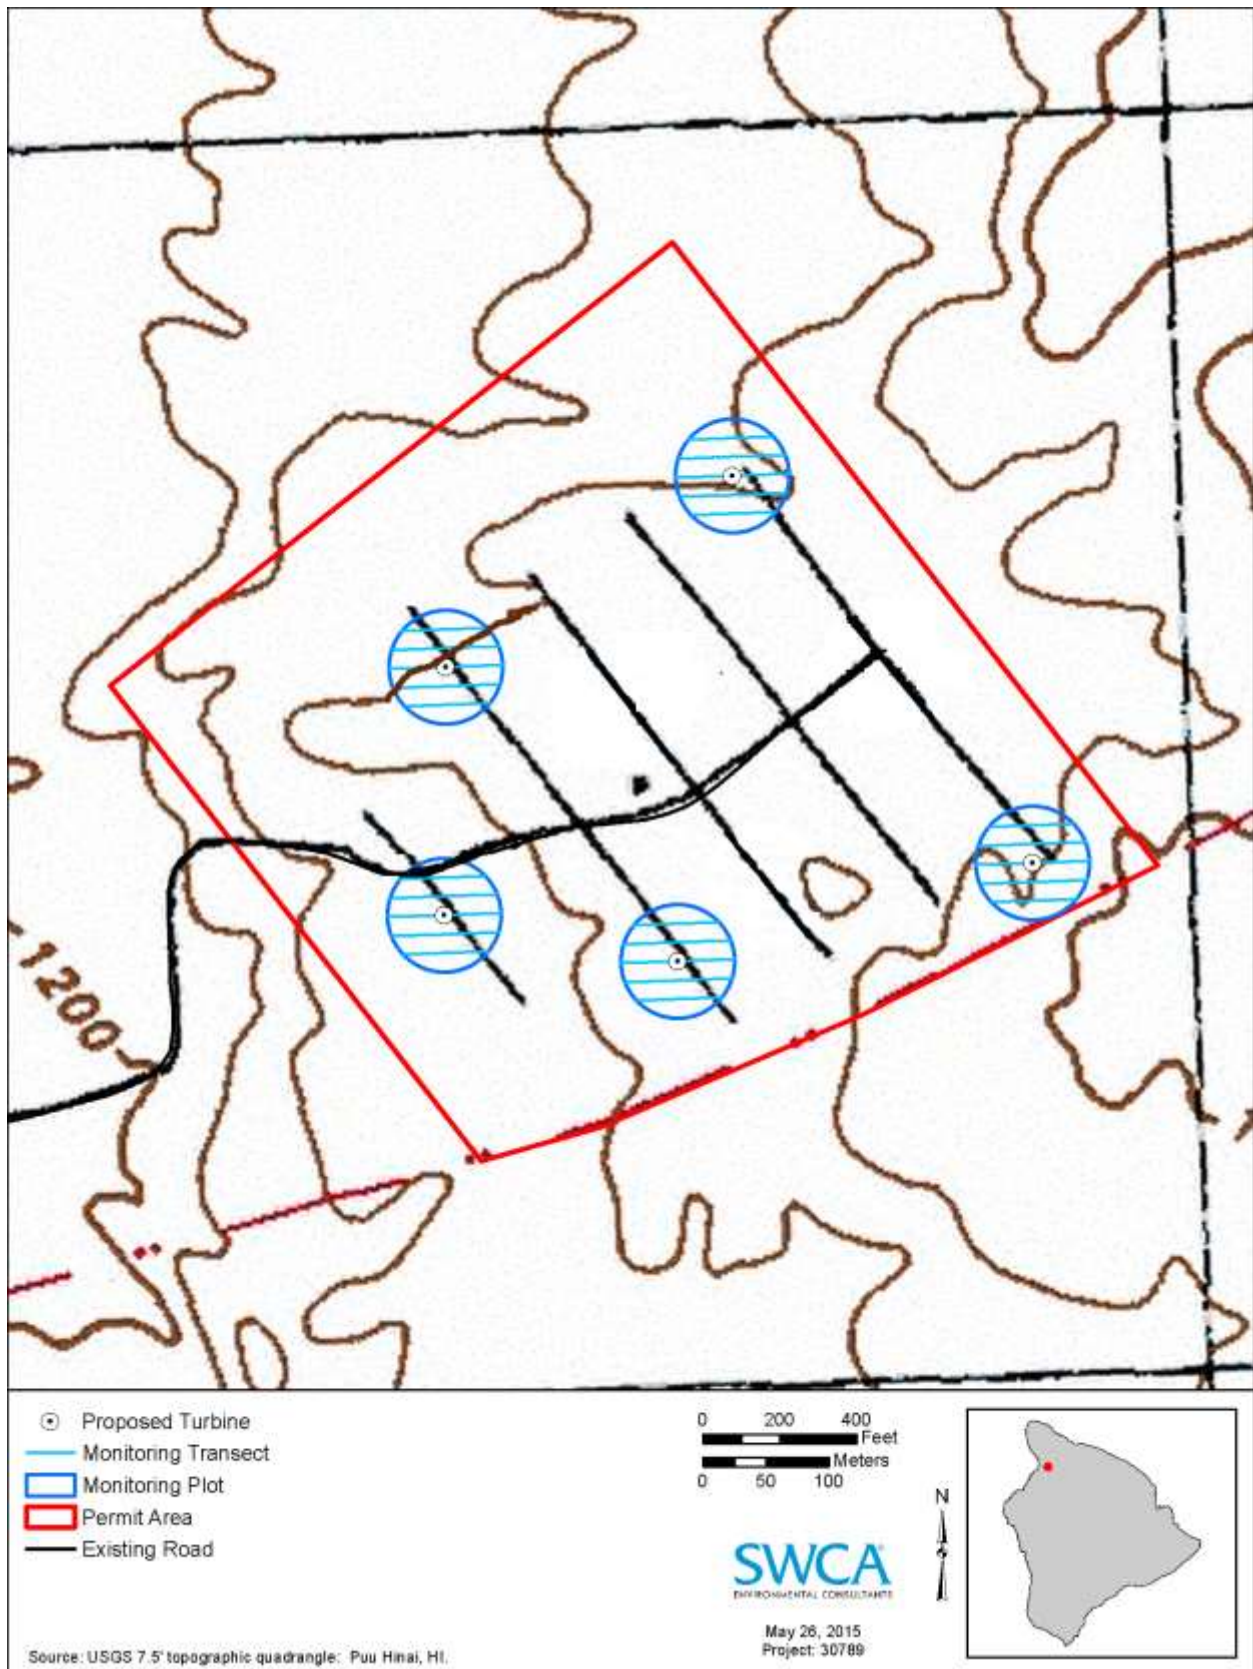 1200
Proposed Turbine
Monitoring Transect
Monitoring Plot
Permit Area
Existing Road
Source: USGS 7.5' topographic quadrangle: Puu Hinai, HI.
0 200 400
Feet
Meters
0 50 100
SWCA
ENVIRONMENTAL CONSULTANTS
May 26, 2015
Project: 30789
N